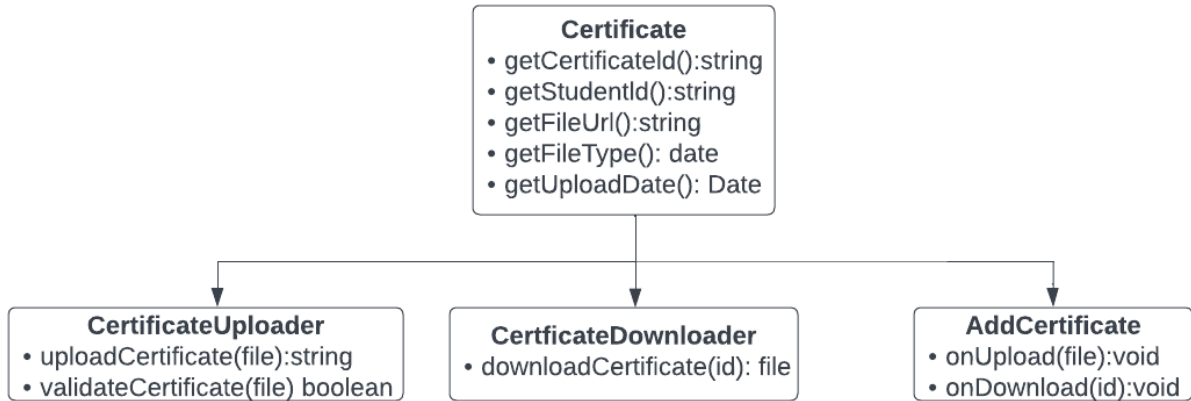 Certificate
• getCertificateId():string
• getStudentId():string
• getFileUrl():string
• getFileType(): date
• getUploadDate(): Date
CertificateUploader
• uploadCertificate(file):string
• validateCertificate(file) boolean
CertficateDownloader
• downloadCertificate(id): file
AddCertificate
• onUpload(file):void
• onDownload(id):void